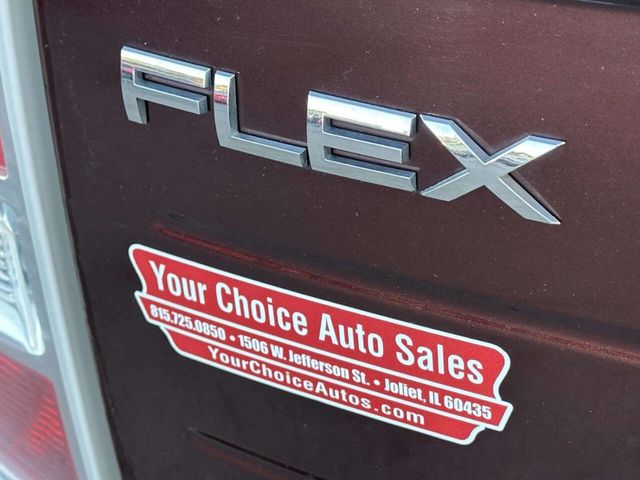 FLEX
Your Choice Auto Sales
815.725.0850 • 1506 W. Jefferson St. • Joliet, IL 60435
YourChoiceAutos.com